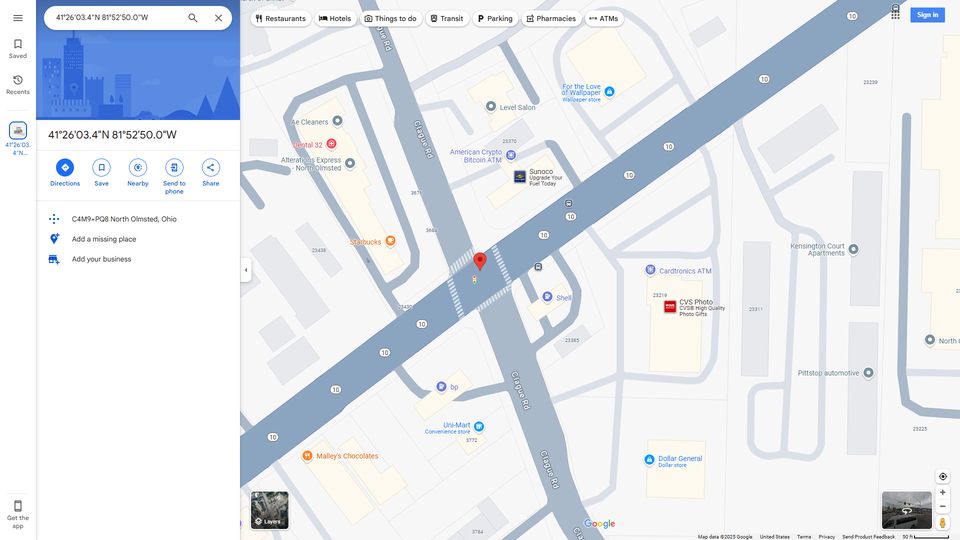 41°26'03.4"N 81°52'50.0"W
Saved
Recents
41°26'03.
4"N...
Get the
app
41°26'03.4"N 81°52'50.0"W
Directions
Save
Nearby
Send to
phone
Share
C4M9+PQ8 North Olmsted, Ohio
Add a missing place
Add your business
Restaurants
Hotels
Things to do
Transit
Parking
Pharmacies
ATMs
Sign in
10
10
23239
For the Love
of Wallpaper
Wallpaper store
Level Salon
Ae Cleaners
Clague Rd
Dental 32
23370
American Crypto
Bitcoin ATM
10
Alterations Express
- North Olmsted
Sunoco
Upgrade Your
Fuel Today
10
10
10
Starbucks
23438
Kensington Court
Apartments
Cardtronics ATM
Shell
23219
CVS Photo
CVS® High Quality
Photo Gifts
23311
23430
10
23385
North
10
Pittstop automotive
Clague Rd
bp
10
Uni-Mart
Convenience store
3772
23225
10
Malley's Chocolates
Clague Rd
Dollar General
Dollar store
Layers
3784
Google
Map data ©2025 Google
United States
Terms
Privacy
Send Product Feedback
50 ft